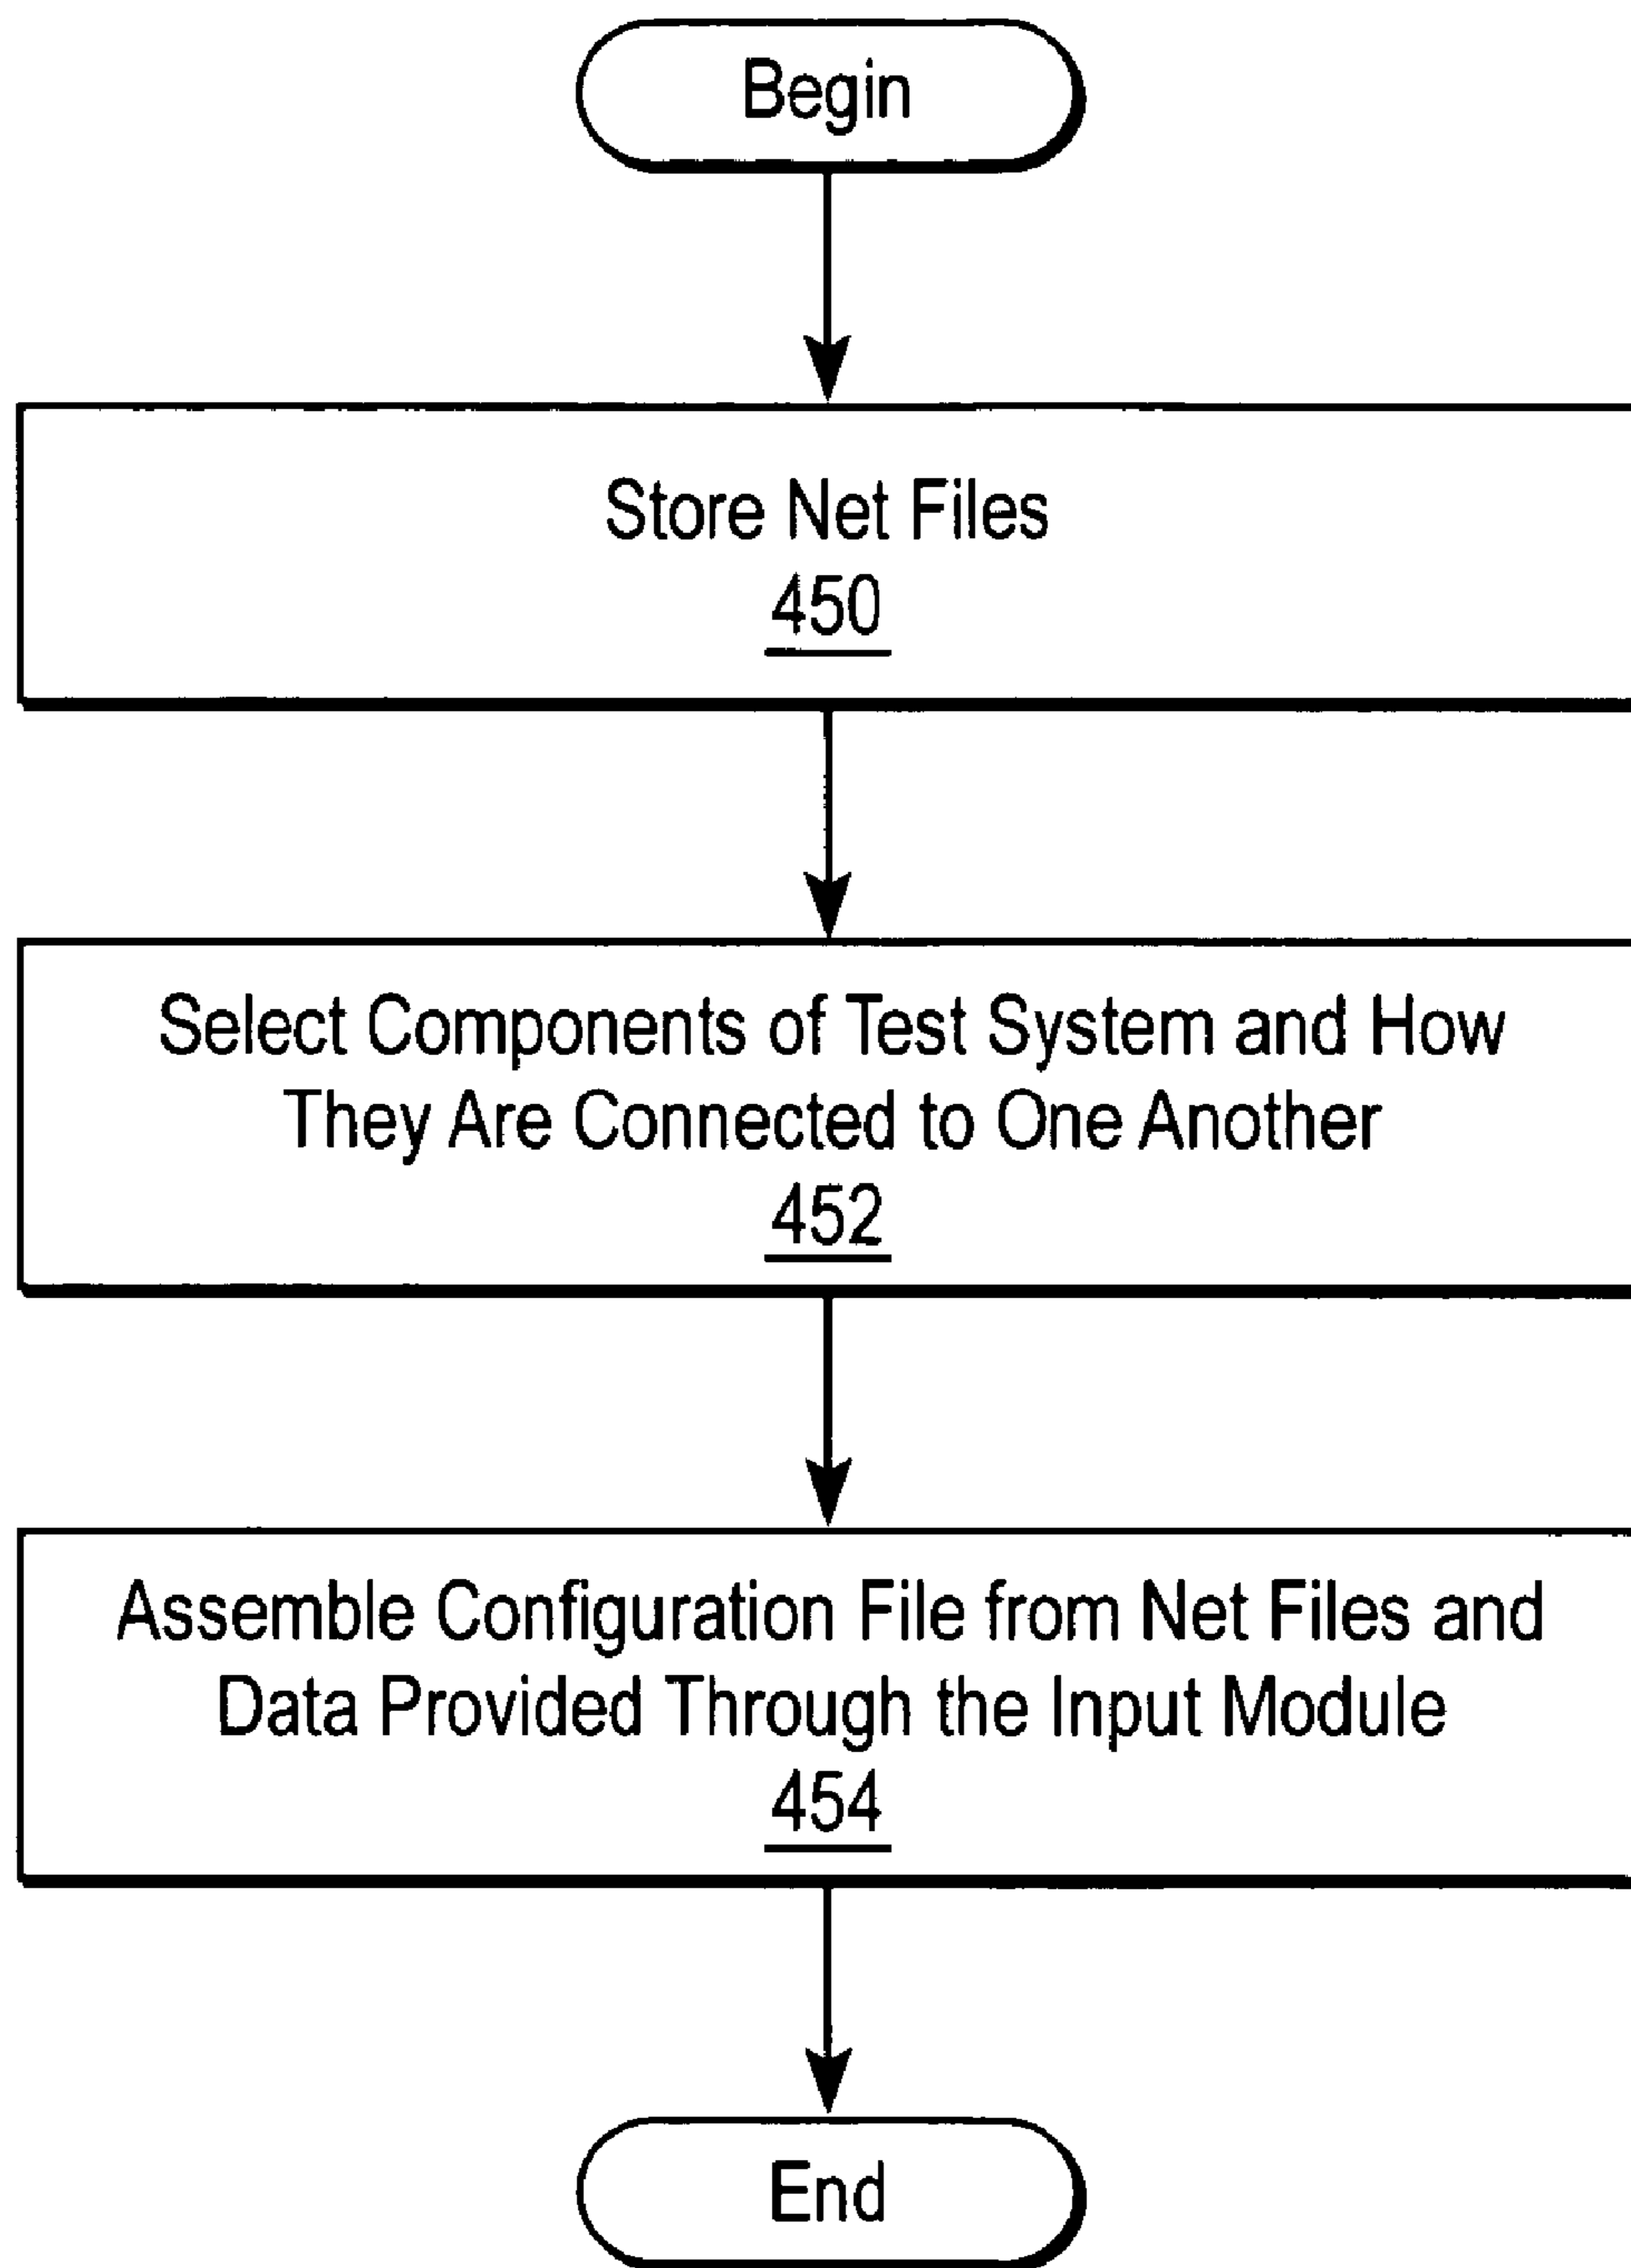 Begin
Store Net Files
450
Select Components of Test System and How
They Are Connected to One Another
452
Assemble Configuration File from Net Files and
Data Provided Through the Input Module
454
End